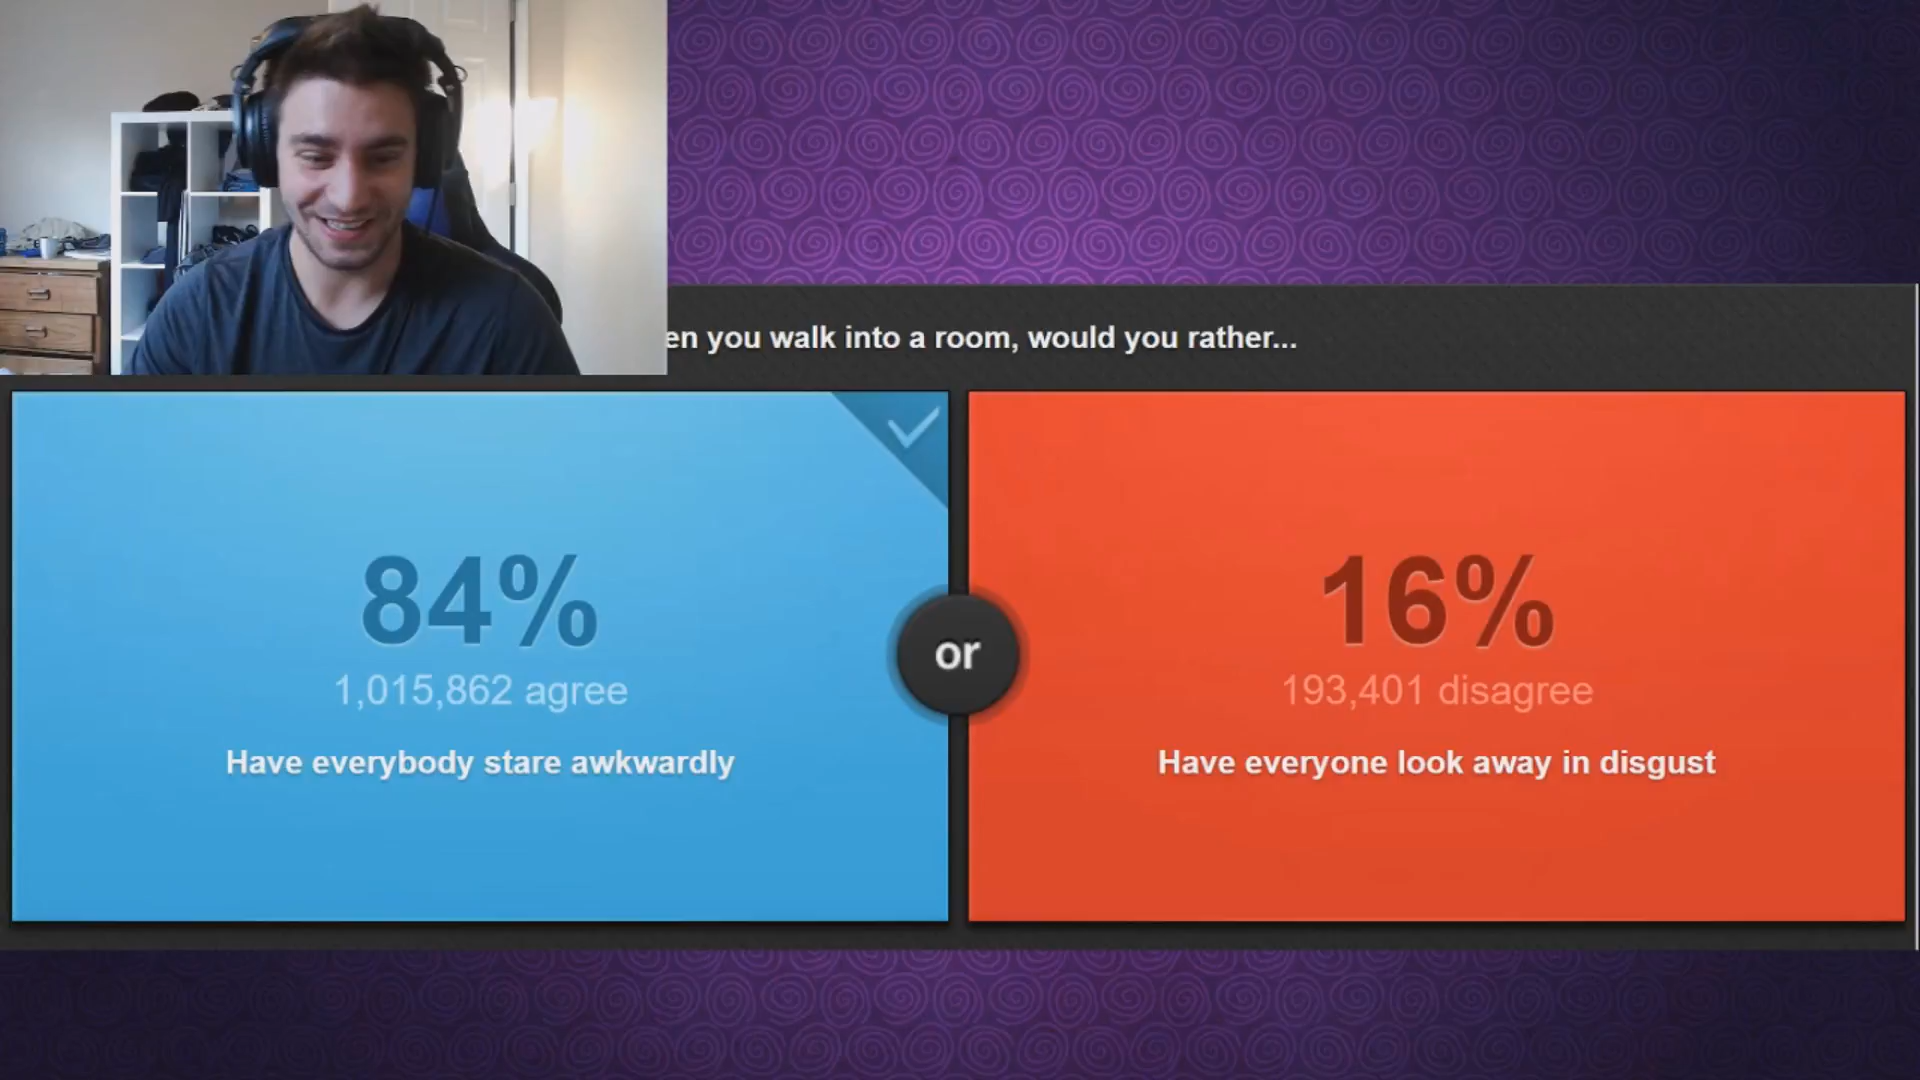 en you walk into a room, would you rather...
84%
1,015,862 agree
Have everybody stare awkwardly
or
16%
193,401 disagree
Have everyone look away in disgust